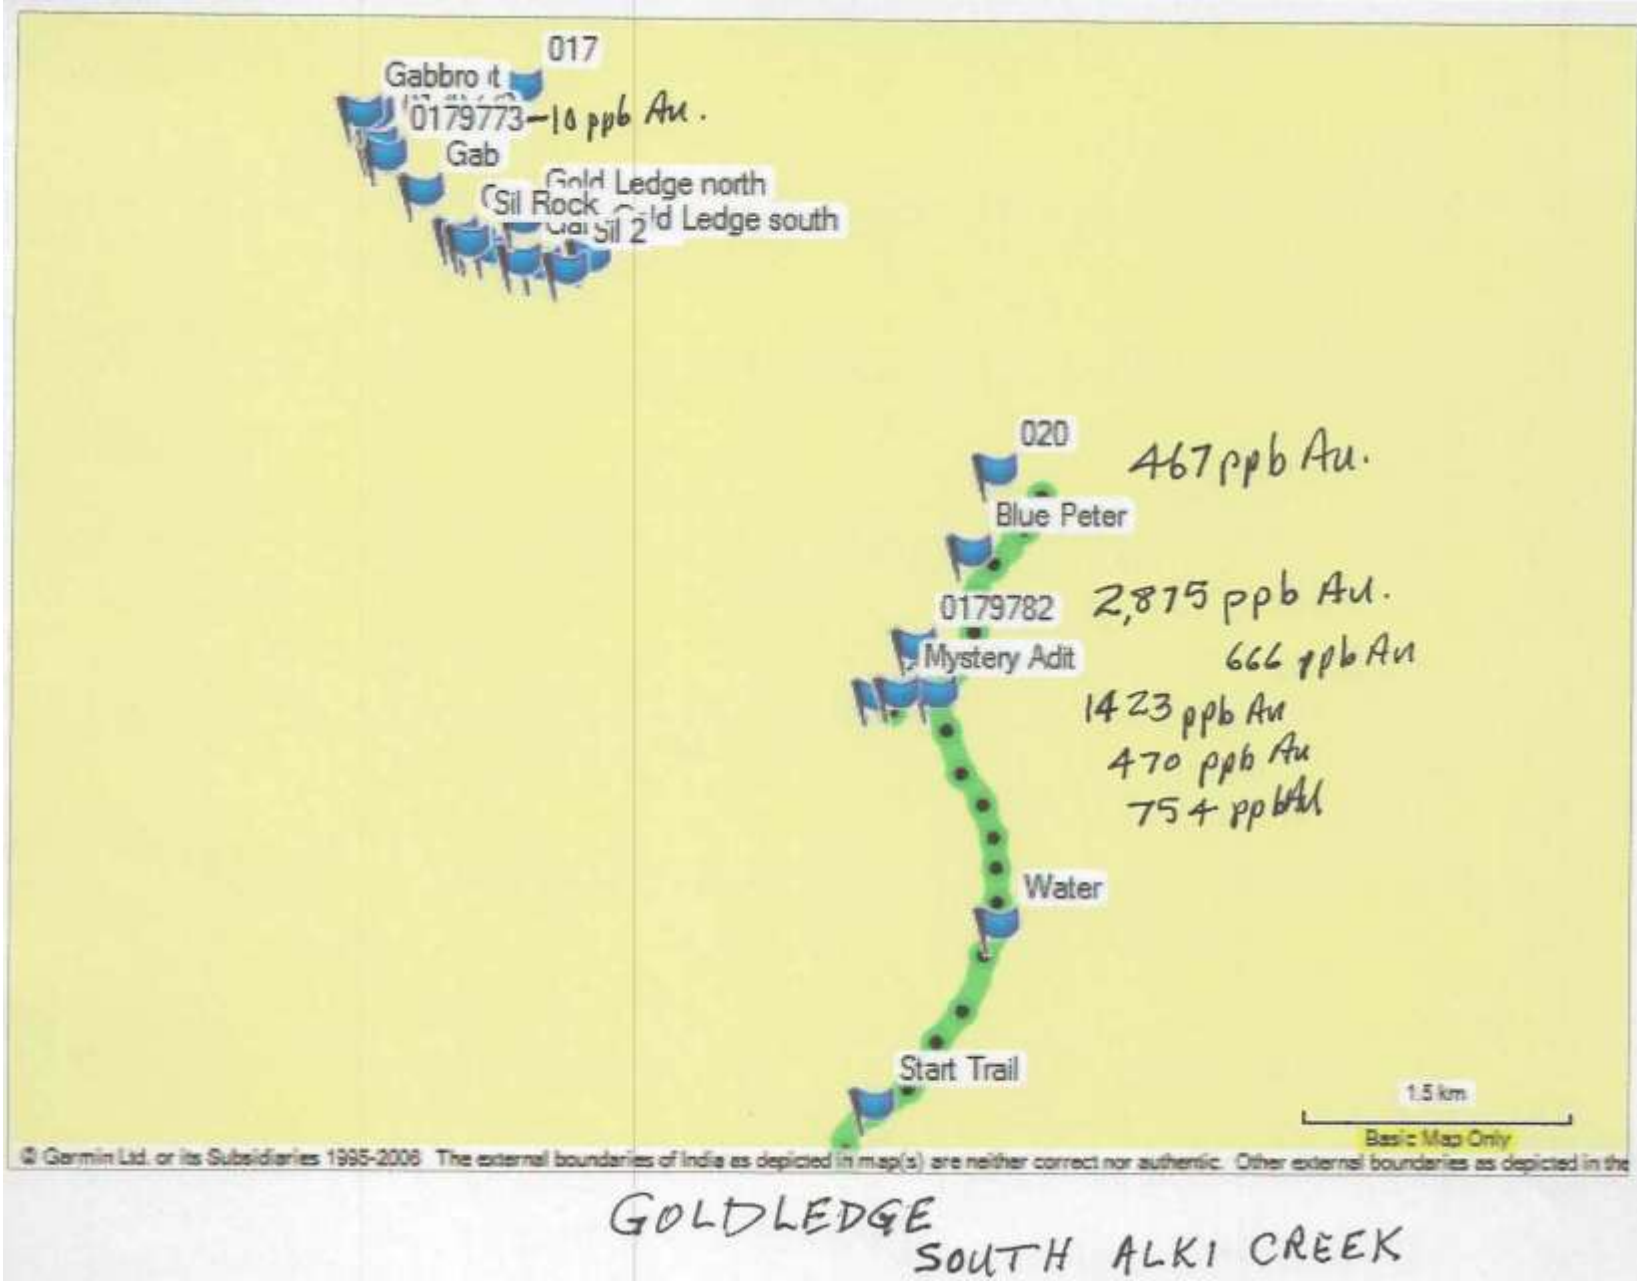 017
Gabbro t
0179773 – 10 ppb Au.
Gab
Gold Ledge north
Sil Rock
Ledge south
Sil 2
020
467 ppb Au.
Blue Peter
0179782
2,875 ppb Au.
Mystery Adit
666 ppb Au
1423 ppb Au
470 ppb Au
754 ppb Au
Water
Start Trail
1.5 km
Basic Map Only
© Garmin Ltd. or its Subsidiaries 1995-2006 The external boundaries of India as depicted in map(s) are neither correct nor authentic. Other external boundaries as depicted in the
GOLDLEDGE
SOUTH ALKI CREEK